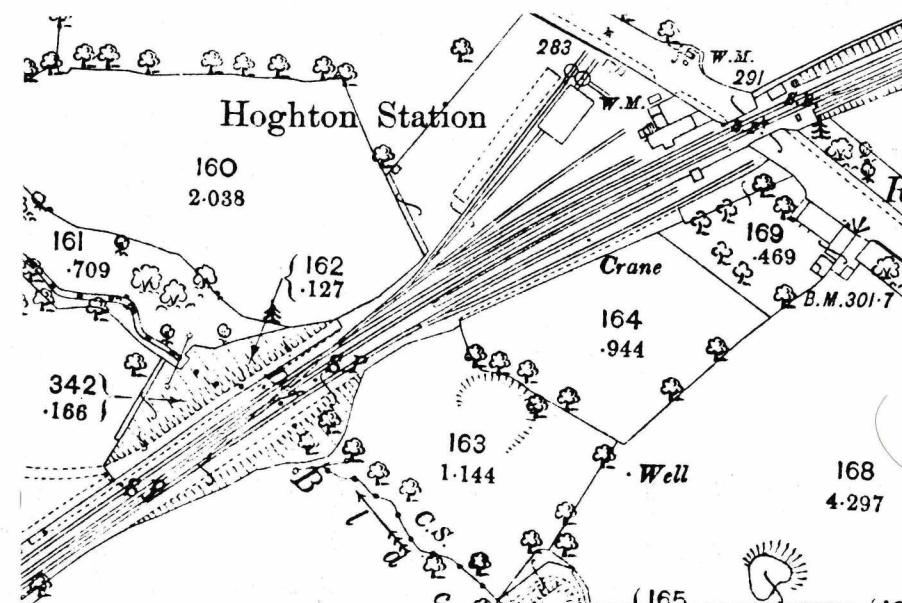 283
W.M.
291
Hoghton Station
W.M.
S.B.
160
2.038
161
.709
162
.127
169
.469
Crane
B.M. 301.7
164
.944
342
.166
S.P
163
1.144
Well
168
4.297
S.P
B
C.S.
l
a
165